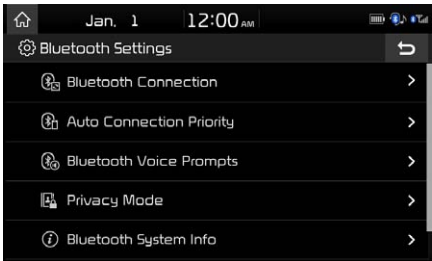 Jan. 1 12:00 AM
Bluetooth Settings
Bluetooth Connection
Auto Connection Priority
Bluetooth Voice Prompts
Privacy Mode
Bluetooth System Info